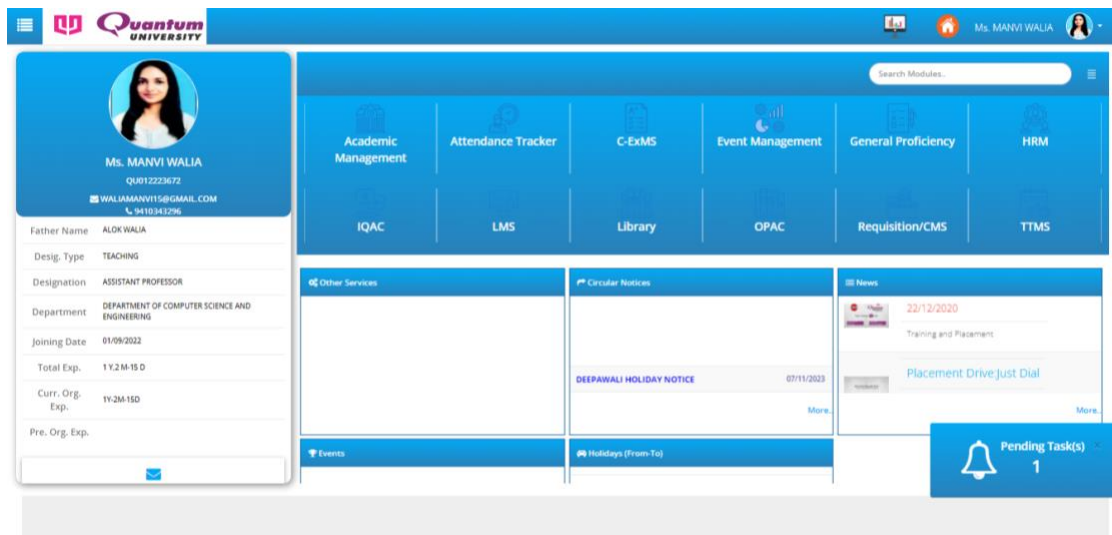 Quantum
UNIVERSITY
Ms. MANVI WALIA
Ms. MANVI WALIA
QU012223672
WALIAMANVI15@GMAIL.COM
9410343296
Father Name ALOK WALIA
Desig. Type TEACHING
Designation ASSISTANT PROFESSOR
Department DEPARTMENT OF COMPUTER SCIENCE AND
ENGINEERING
Joining Date 01/09/2022
Total Exp. 1 Y,2 M-15 D
Curr. Org.
Exp. 1Y-2M-15D
Pre. Org. Exp.
Search Modules..
Academic
Management
Attendance Tracker
C-ExMS
Event Management
General Proficiency
HRM
IQAC
LMS
Library
OPAC
Requisition/CMS
TTMS
Other Services
Circular Notices
DEEPAWALI HOLIDAY NOTICE 07/11/2023
More..
News
22/12/2020
Training and Placement
Placement Drive:Just Dial
More..
Events
Holidays (From-To)
Pending Task(s) ×
1